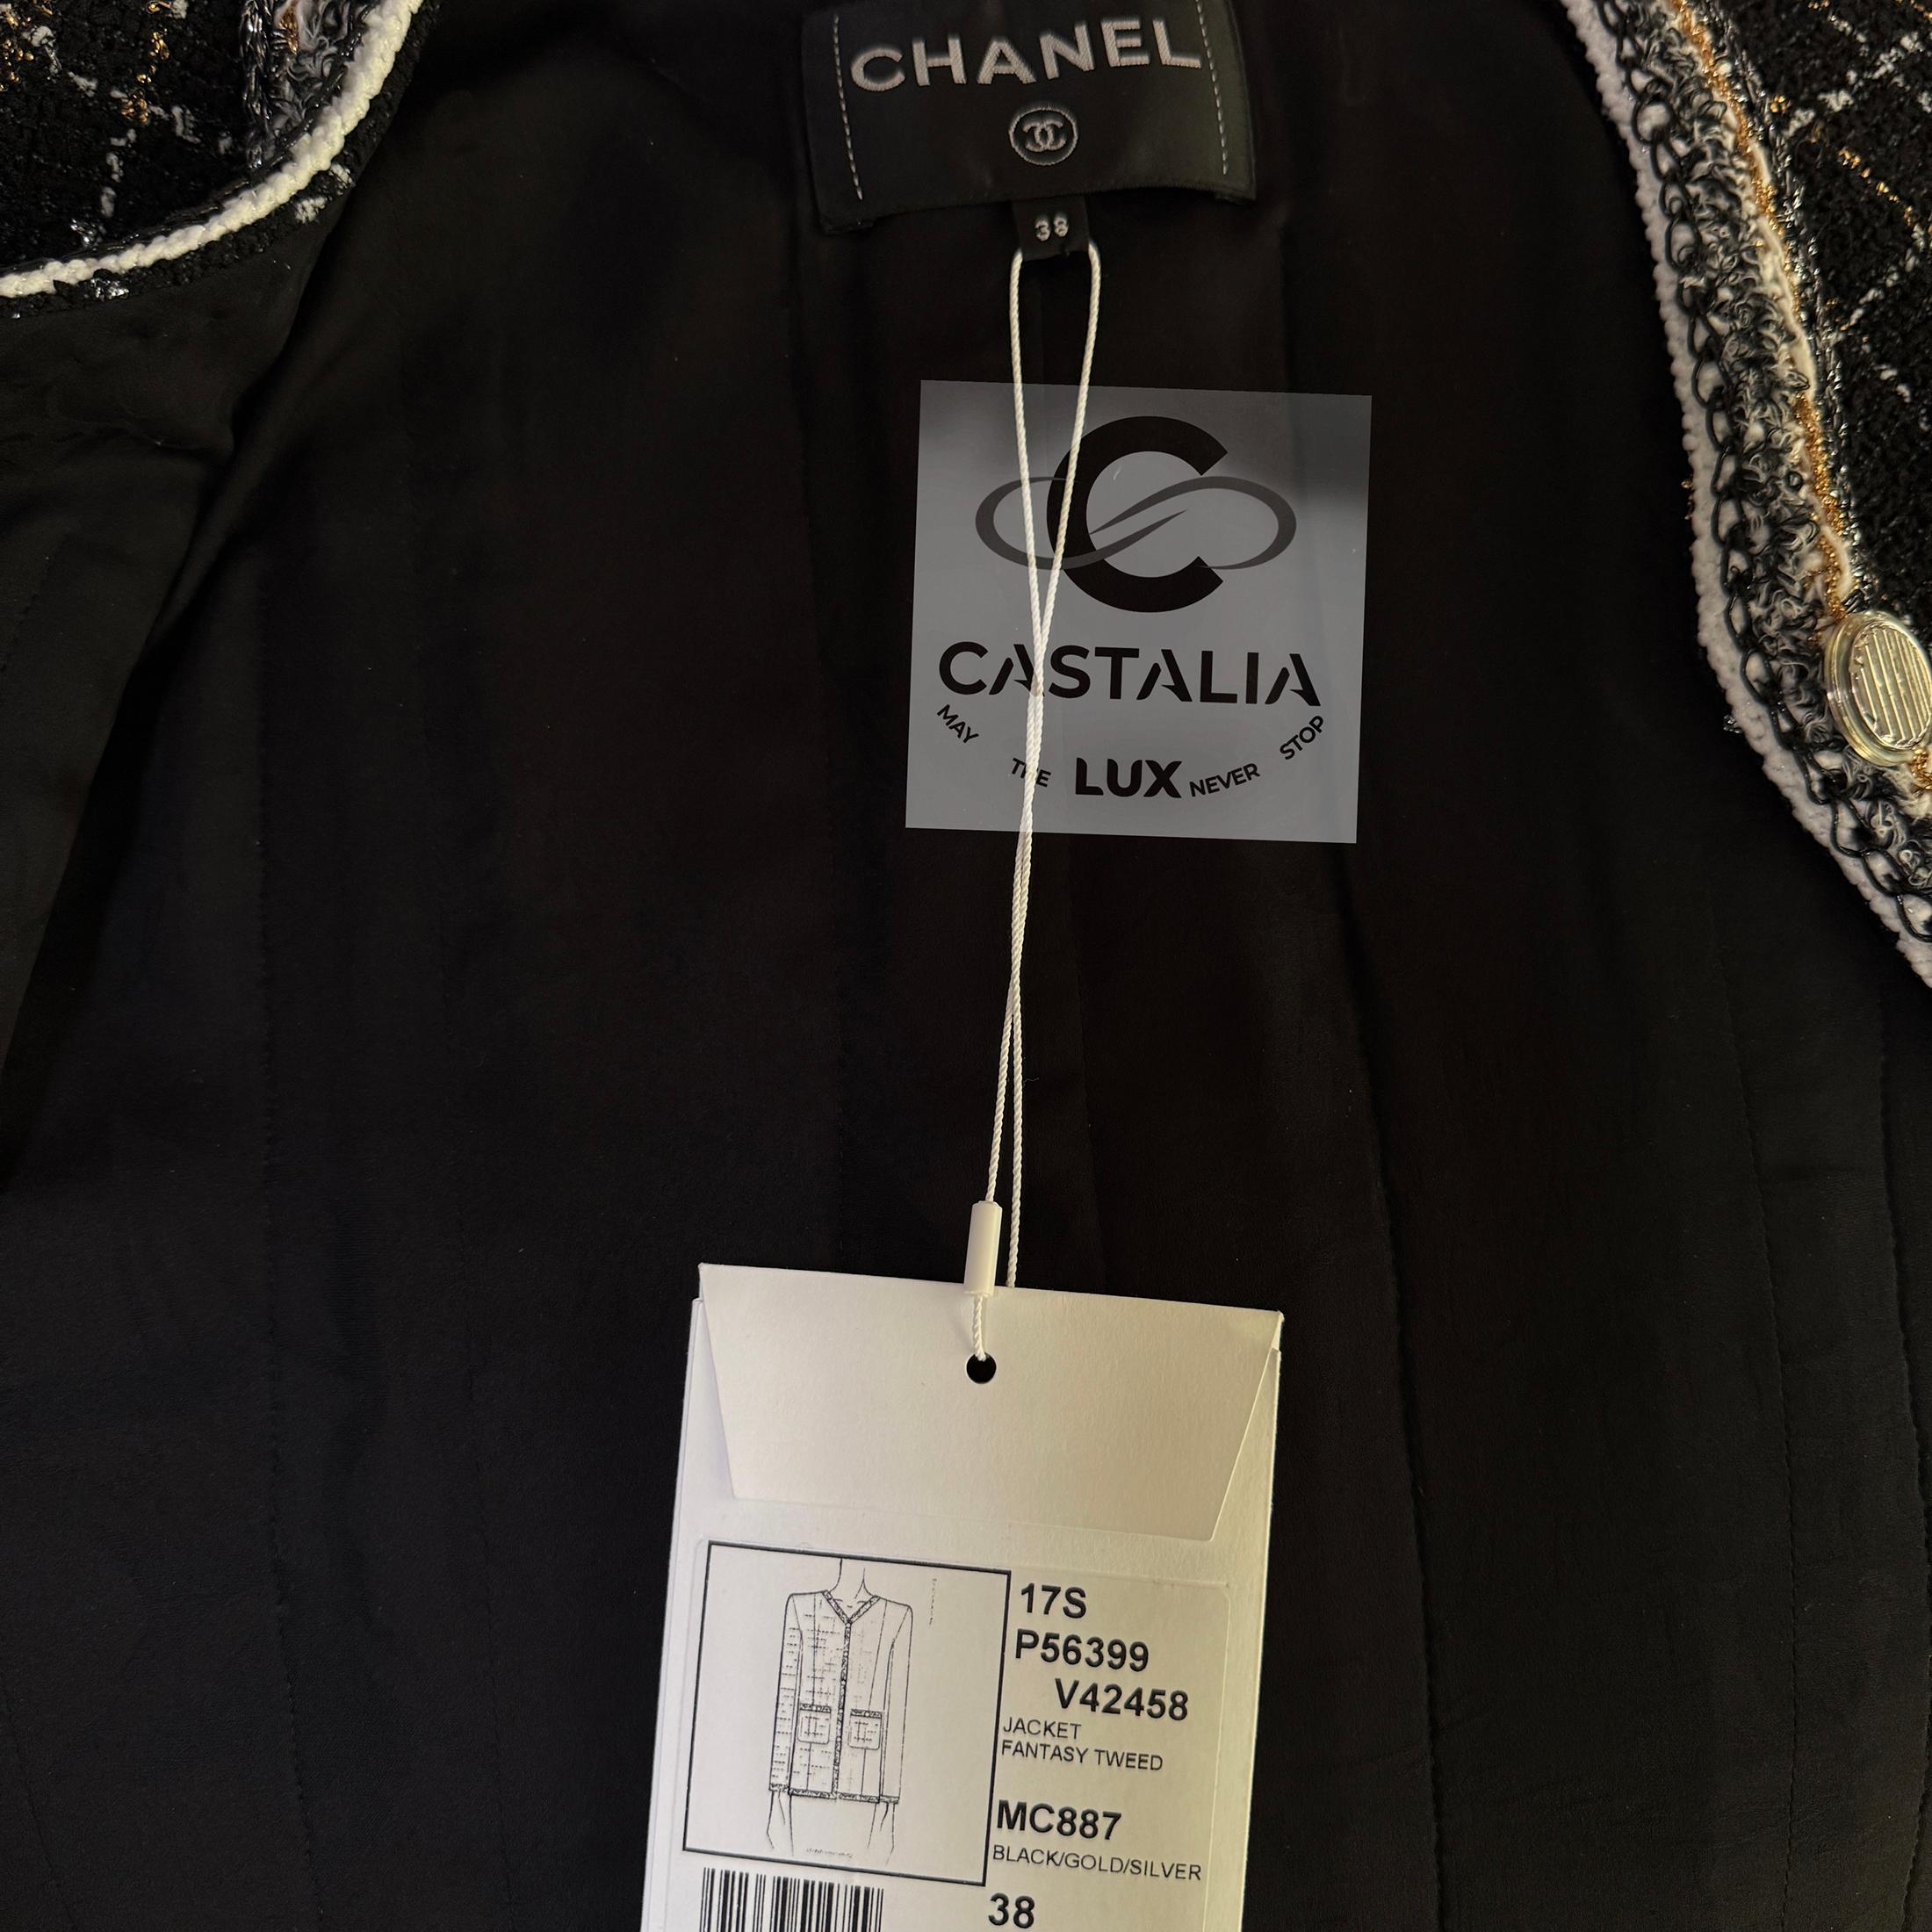 CHANEL
38
CASTALIA
MAY THE LUX NEVER STOP
17S
P56399
V42458
JACKET
FANTASY TWEED
MC887
BLACK/GOLD/SILVER
38